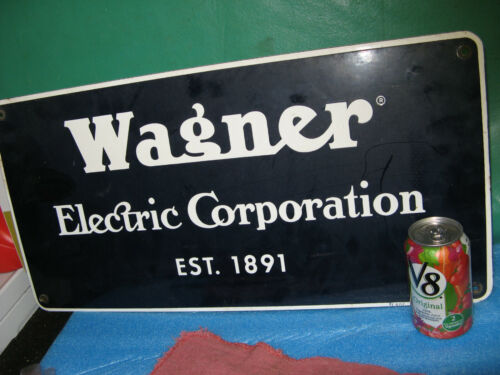 Wagner®
Electric Corporation
EST. 1891
V8
Original